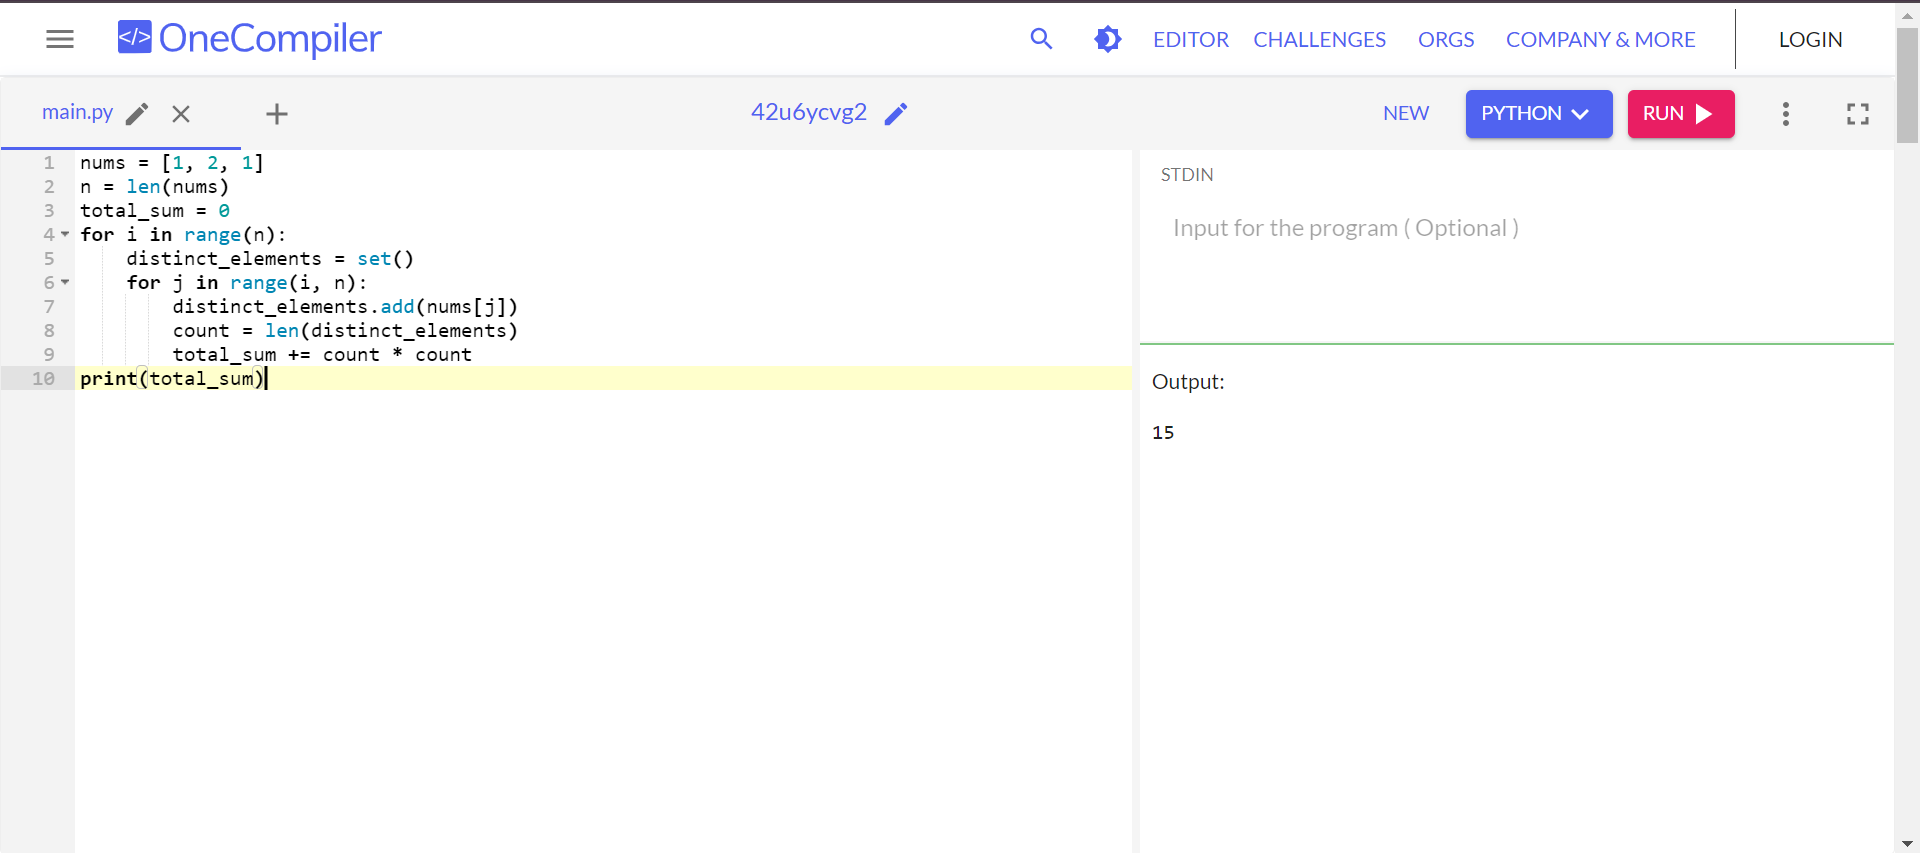 </> OneCompiler
EDITOR CHALLENGES ORGS COMPANY & MORE LOGIN
main.py
42u6ycvg2
NEW PYTHON RUN
1 nums = [1, 2, 1]
2 n = len(nums)
3 total_sum = 0
4 for i in range(n):
5     distinct_elements = set()
6     for j in range(i, n):
7         distinct_elements.add(nums[j])
8         count = len(distinct_elements)
9         total_sum += count * count
10 print(total_sum)
STDIN
Input for the program ( Optional )
Output:
15